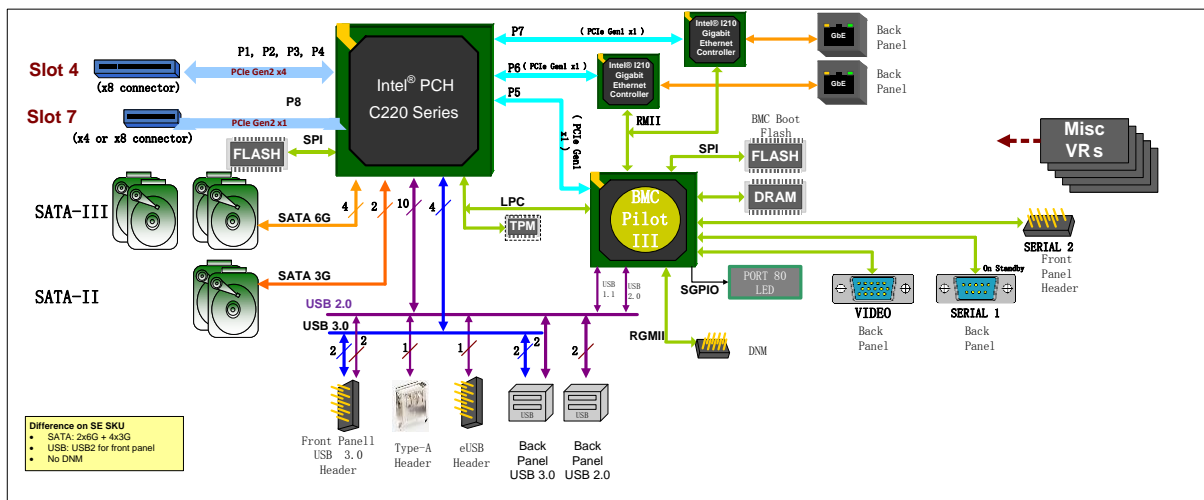 Slot 4
(x8 connector)
P1, P2, P3, P4
PCIe Gen2 x4
Slot 7
(x4 or x8 connector)
P8
PCIe Gen2 x1
FLASH
SPI
Intel® PCH
C220 Series
P7
( PCIe Gen1 x1 )
P6
( PCIe Gen1 x1 )
P5
( PCIe Gen1
x1 )
Intel® I210
Gigabit
Ethernet
Controller
Intel® I210
Gigabit
Ethernet
Controller
GbE
Back
Panel
GbE
Back
Panel
RMII
BMC Boot
Flash
SPI
FLASH
DRAM
BMC
Pilot
III
Misc
VRs
SATA-III
SATA 6G
4
2
10
4
LPC
TPM
SATA-II
SATA 3G
USB
1.1
USB
2.0
SGPIO
PORT 80
LED
SERIAL 2
Front
Panel
Header
VIDEO
Back
Panel
On Standby
SERIAL 1
Back
Panel
RGMII
DNM
USB 2.0
USB 3.0
2
2
1
1
2
2
2
Front Panell
USB 3.0
Header
Type-A
Header
eUSB
Header
USB
Back
Panel
USB 3.0
USB
Back
Panel
USB 2.0
Difference on SE SKU
• SATA: 2x6G + 4x3G
• USB: USB2 for front panel
• No DNM